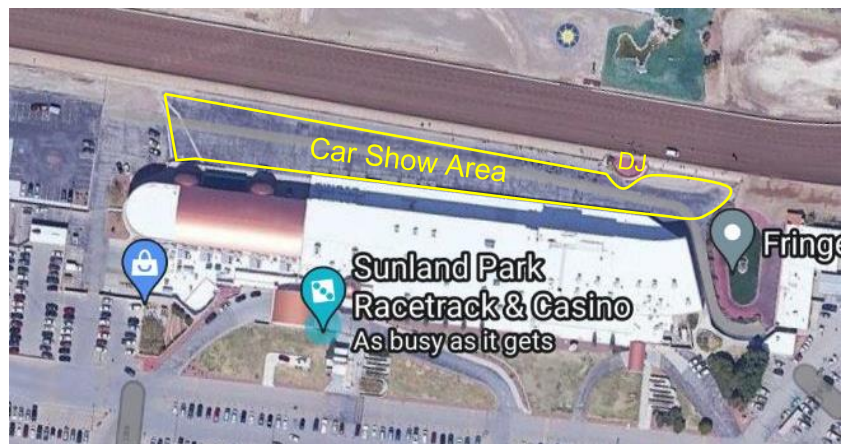 Car Show Area
DJ
Fringe
Sunland Park
Racetrack & Casino
As busy as it gets